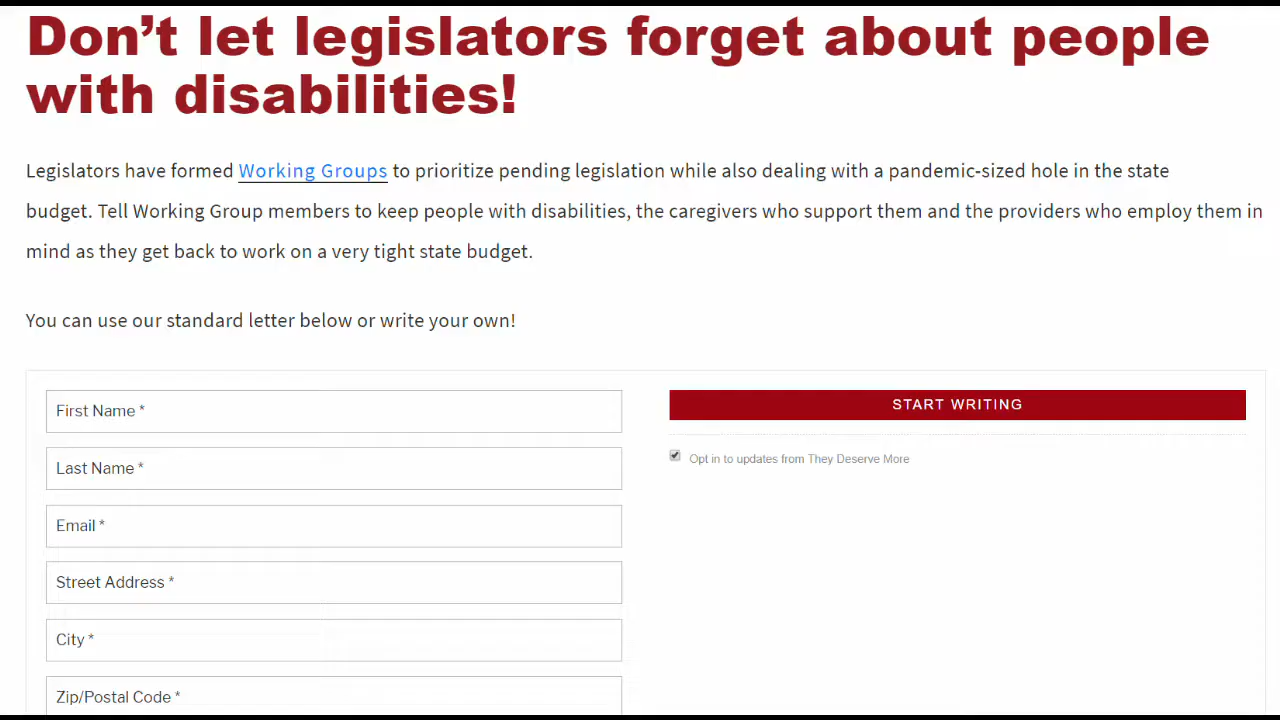 Don’t let legislators forget about people
with disabilities!
Legislators have formed Working Groups to prioritize pending legislation while also dealing with a pandemic-sized hole in the state
budget. Tell Working Group members to keep people with disabilities, the caregivers who support them and the providers who employ them in
mind as they get back to work on a very tight state budget.
You can use our standard letter below or write your own!
First Name *
Last Name *
Email *
Street Address *
City *
Zip/Postal Code *
START WRITING
Opt in to updates from They Deserve More